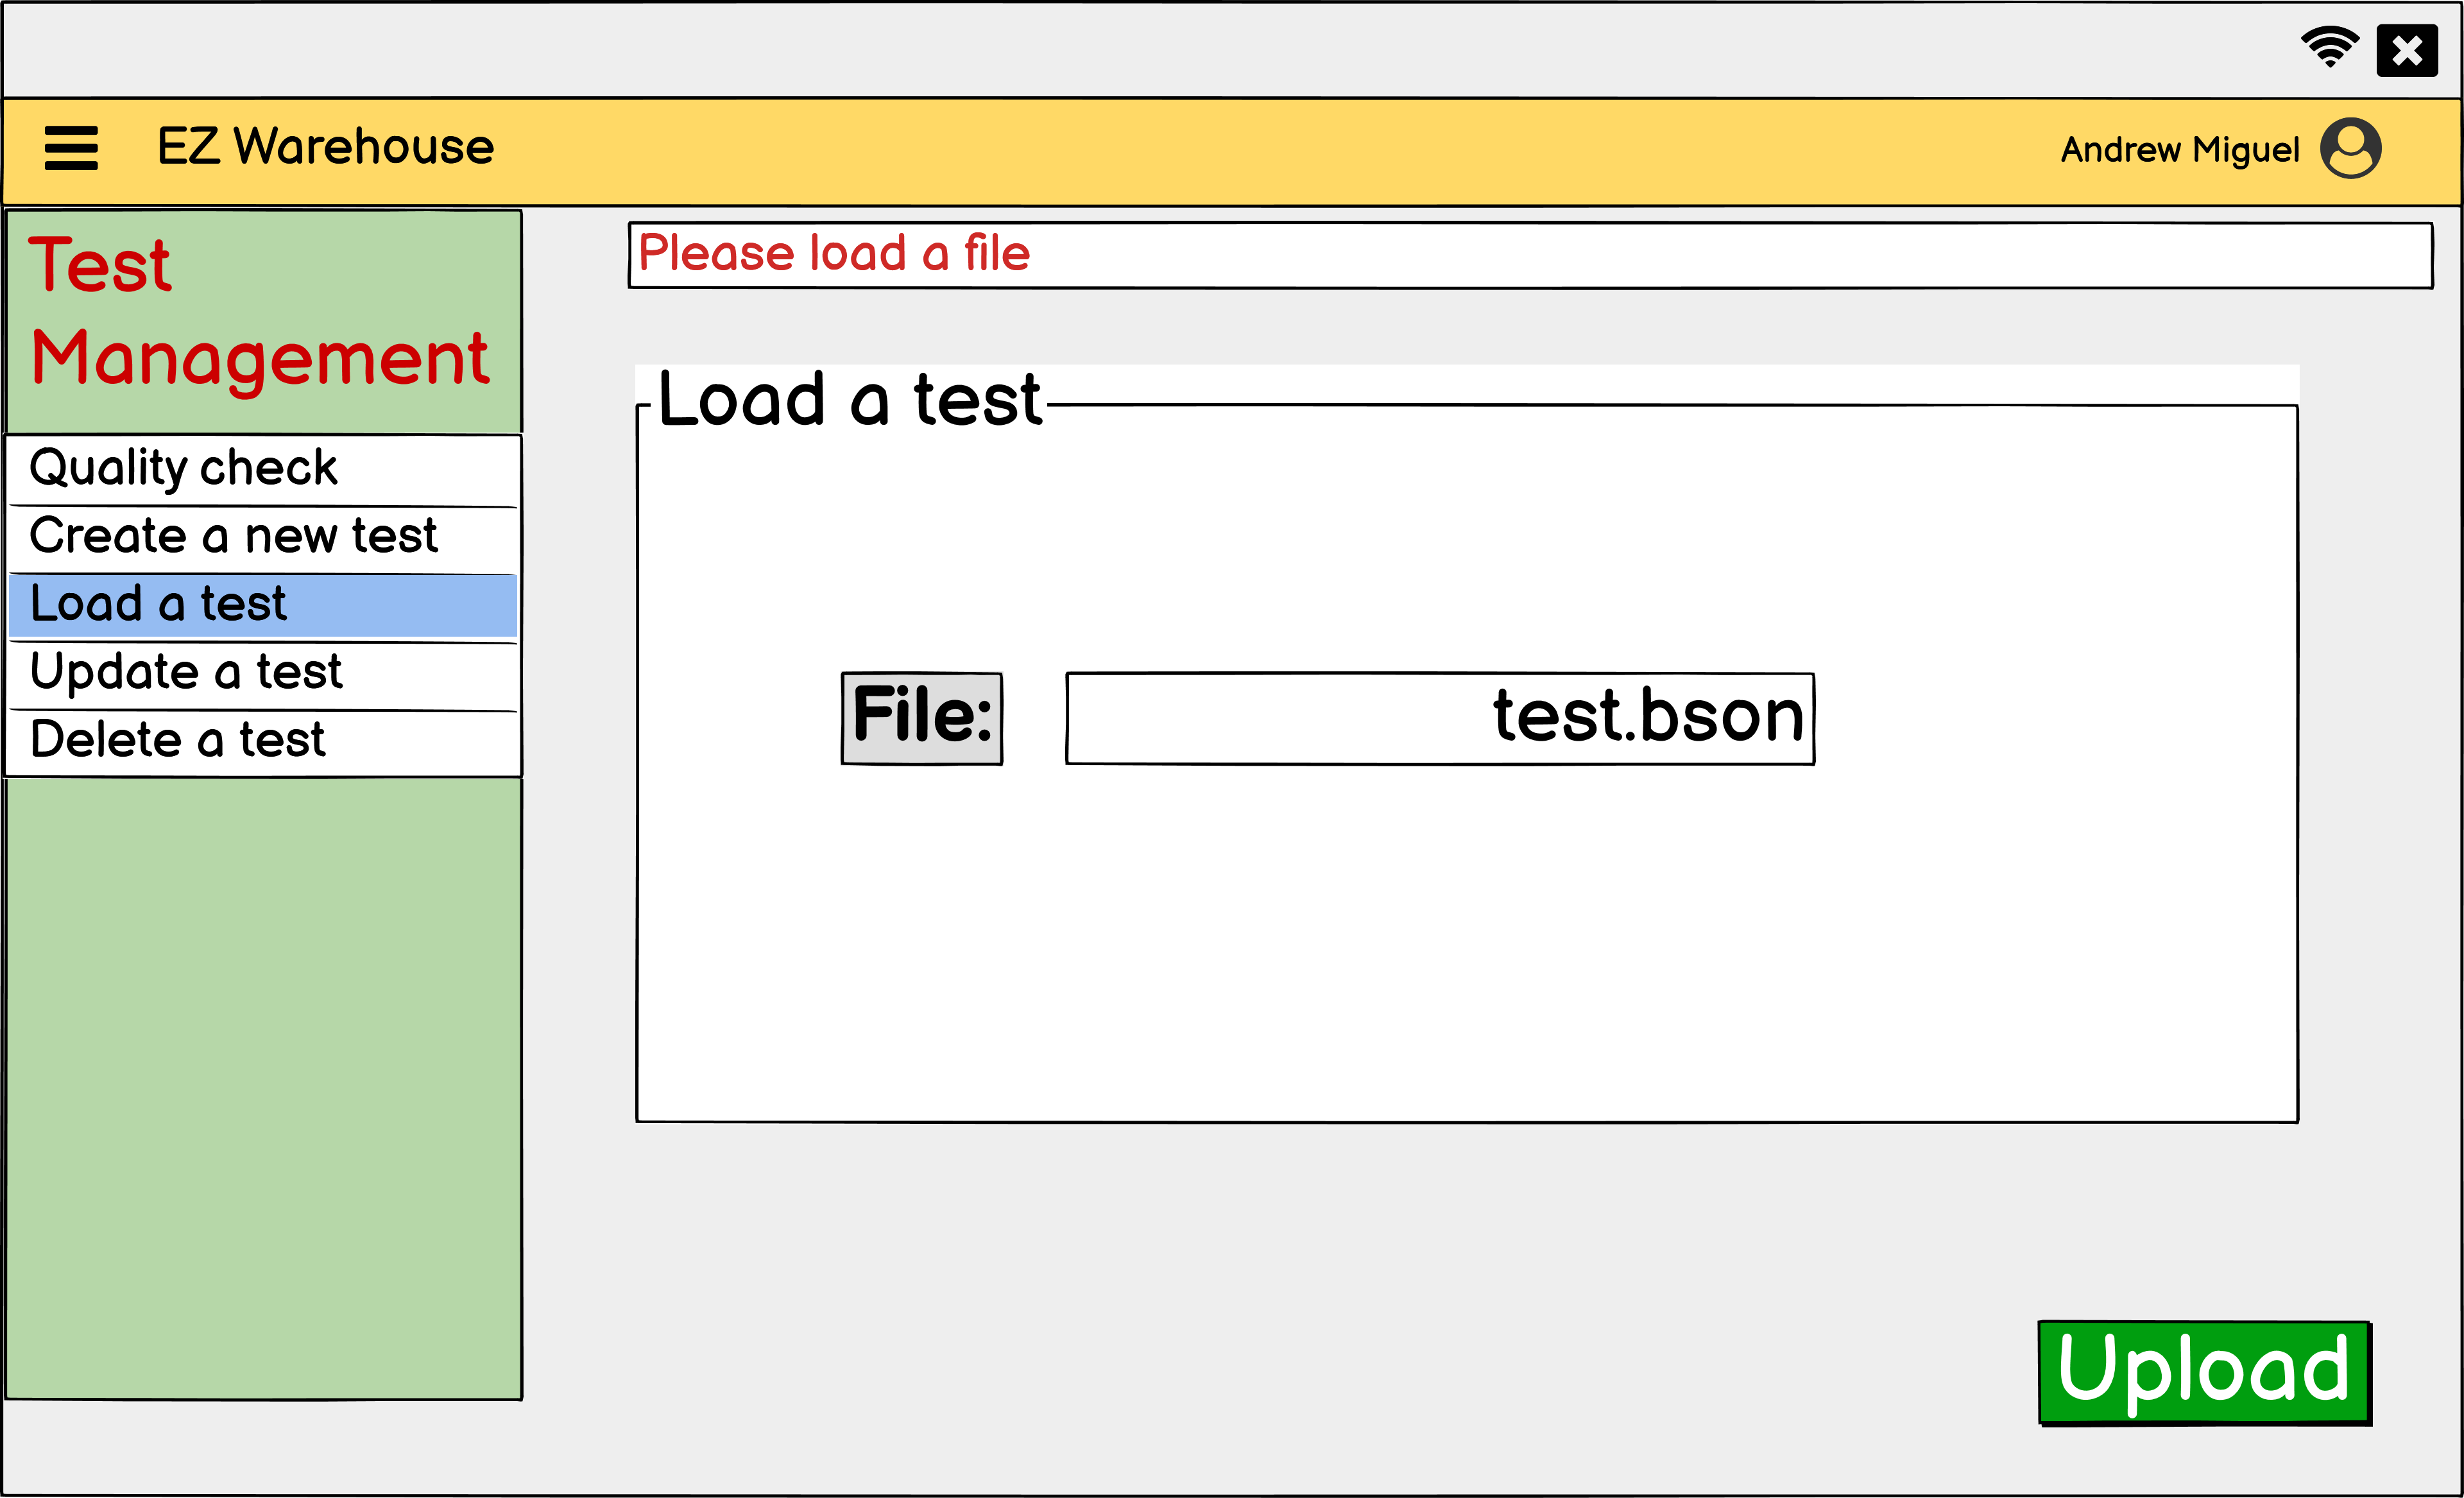 EZ Warehouse
Andrew Miguel
Test
Management
Quality check
Create a new test
Load a test
Update a test
Delete a test
Please load a file
Load a test
File:
test.bson
Upload